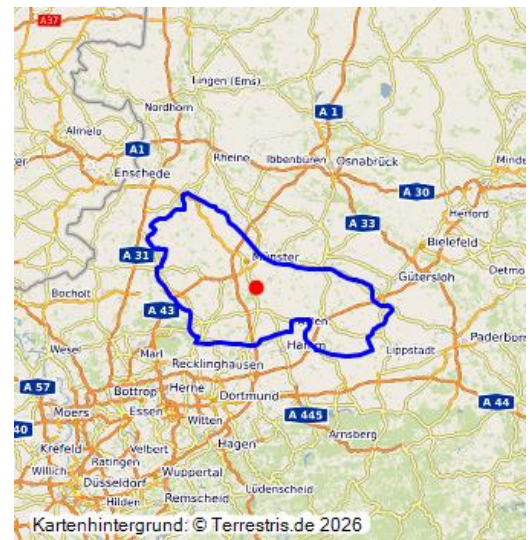 A37
Lingen (Ems)
Nordhorn
A 1
Almelo
A1
Rheine
Ibbenbüren
Osnabrück
Enschede
A 30
Herford
A 33
Bielefeld
A 31
Münster
Gütersloh
Bocholt
A 43
Wesel
Marl
Hamm
Lippstadt
Paderborn
Recklinghausen
A 57
Bottrop
Herne
Dortmund
A 44
Moers
Essen
Witten
A 445
Arnsberg
40
Krefeld
Velbert
Hagen
Willich
Ratingen
Wuppertal
Lüdenscheid
Düsseldorf
Remscheid
Hilden
Kartenhintergrund: © Terrestris.de 2026